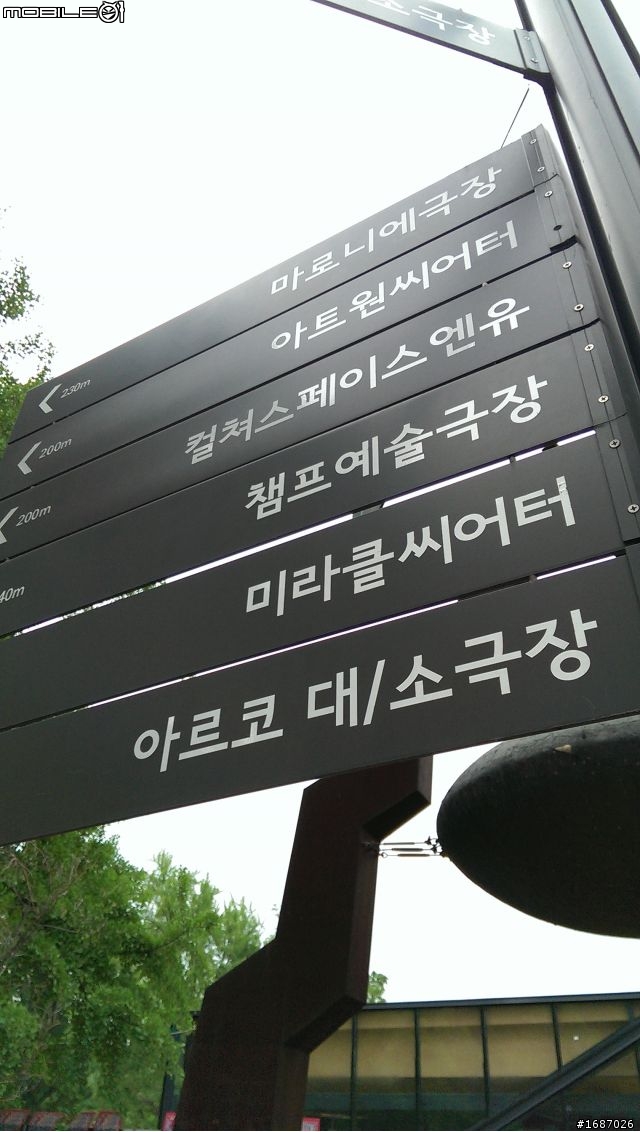 MOBILE01
소극장
마로니에극장
230m
아트원씨어터
200m
컬쳐스페이스엔유
200m
챔프예술극장
40m
미라클씨어터
아르코 대/소극장
#1687026